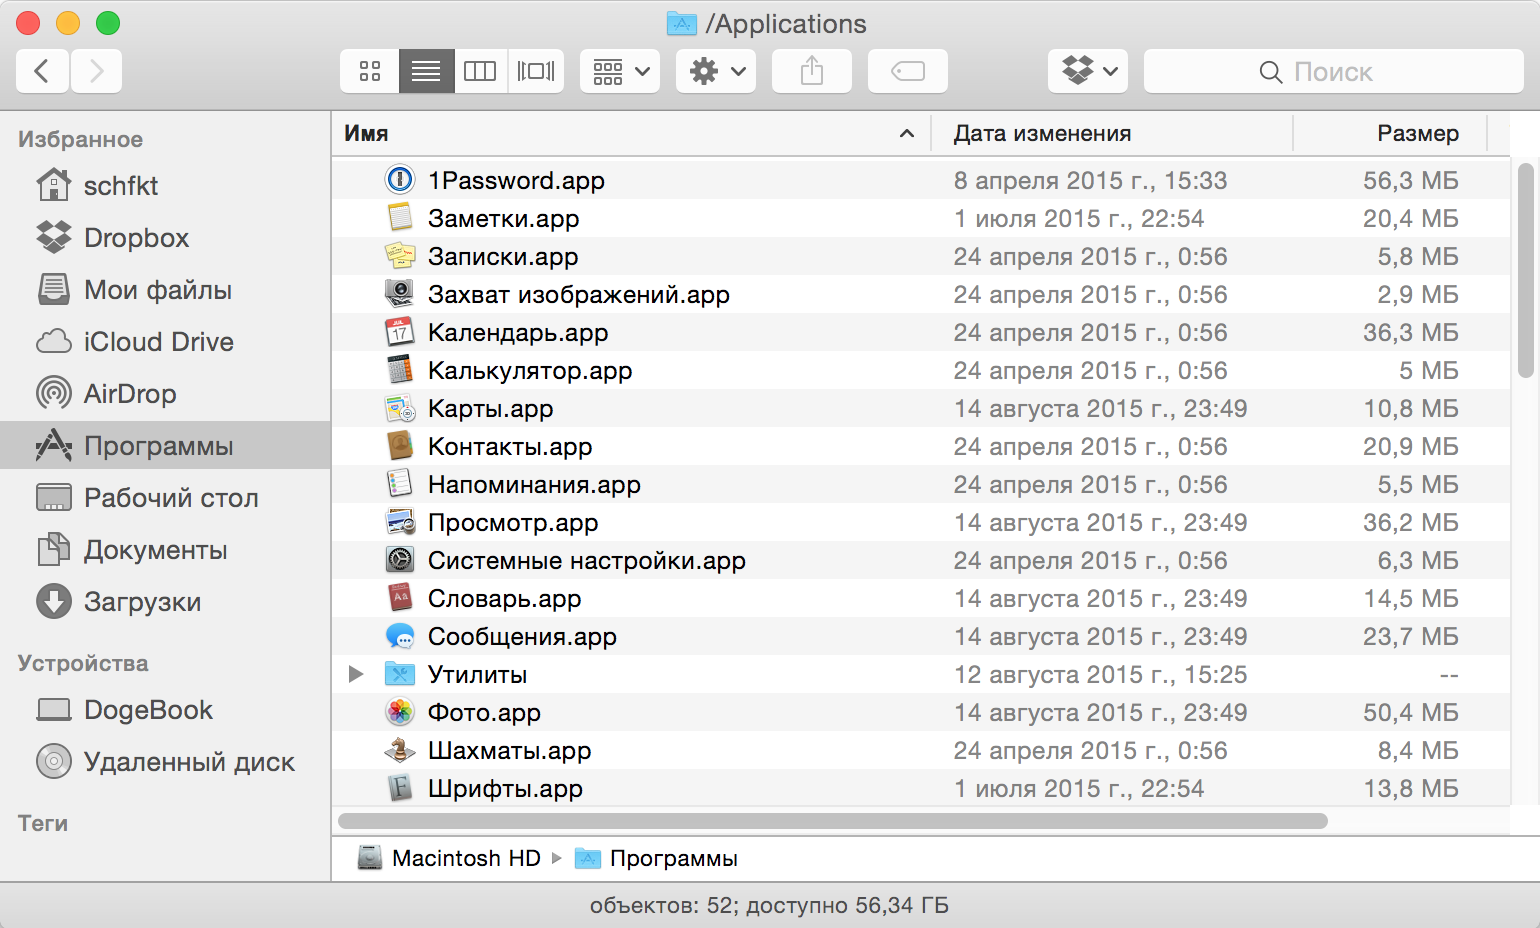 /Applications
Поиск
Избранное
schfkt
Dropbox
Мои файлы
iCloud Drive
AirDrop
Программы
Рабочий стол
Документы
Загрузки
Устройства
DogeBook
Удаленный диск
Теги
Имя Дата изменения Размер
1Password.app 8 апреля 2015 г., 15:33 56,3 МБ
Заметки.app 1 июля 2015 г., 22:54 20,4 МБ
Записки.app 24 апреля 2015 г., 0:56 5,8 МБ
Захват изображений.app 24 апреля 2015 г., 0:56 2,9 МБ
Календарь.app 24 апреля 2015 г., 0:56 36,3 МБ
Калькулятор.app 24 апреля 2015 г., 0:56 5 МБ
Карты.app 14 августа 2015 г., 23:49 10,8 МБ
Контакты.app 24 апреля 2015 г., 0:56 20,9 МБ
Напоминания.app 24 апреля 2015 г., 0:56 5,5 МБ
Просмотр.app 14 августа 2015 г., 23:49 36,2 МБ
Системные настройки.app 24 апреля 2015 г., 0:56 6,3 МБ
Словарь.app 14 августа 2015 г., 23:49 14,5 МБ
Сообщения.app 14 августа 2015 г., 23:49 23,7 МБ
Утилиты 12 августа 2015 г., 15:25 --
Фото.app 14 августа 2015 г., 23:49 50,4 МБ
Шахматы.app 24 апреля 2015 г., 0:56 8,4 МБ
Шрифты.app 1 июля 2015 г., 22:54 13,8 МБ
Macintosh HD ▸ Программы
объектов: 52; доступно 56,34 ГБ